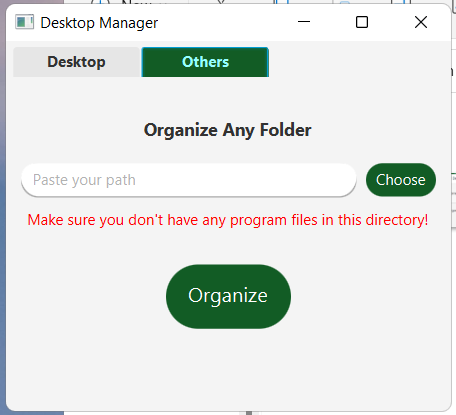 New
Desktop Manager
Desktop
Others
Organize Any Folder
Paste your path
Choose
Make sure you don't have any program files in this directory!
Organize